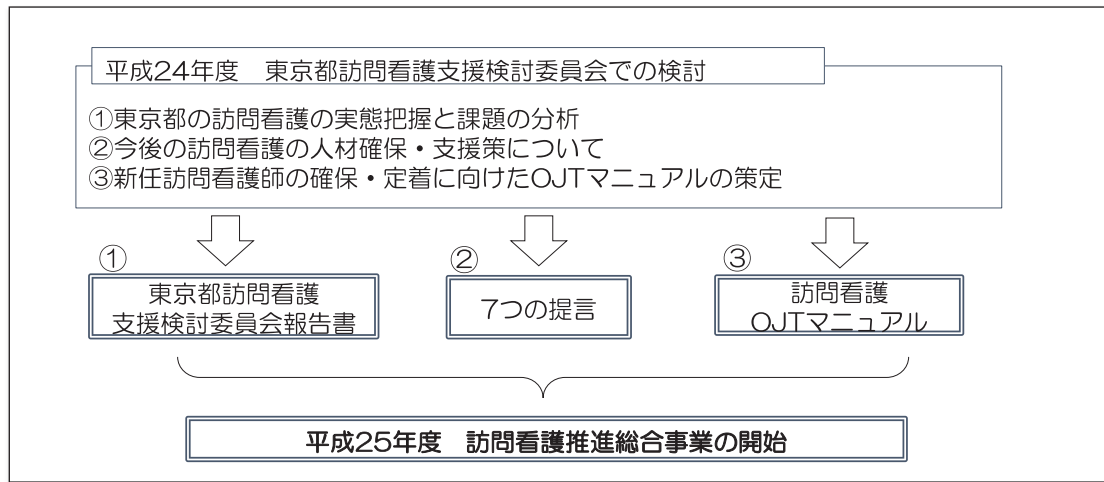 平成24年度　東京都訪問看護支援検討委員会での検討
①東京都の訪問看護の実態把握と課題の分析
②今後の訪問看護の人材確保・支援策について
③新任訪問看護師の確保・定着に向けたOJTマニュアルの策定
①
東京都訪問看護
支援検討委員会報告書
②
7つの提言
③
訪問看護
OJTマニュアル
平成25年度　訪問看護推進総合事業の開始